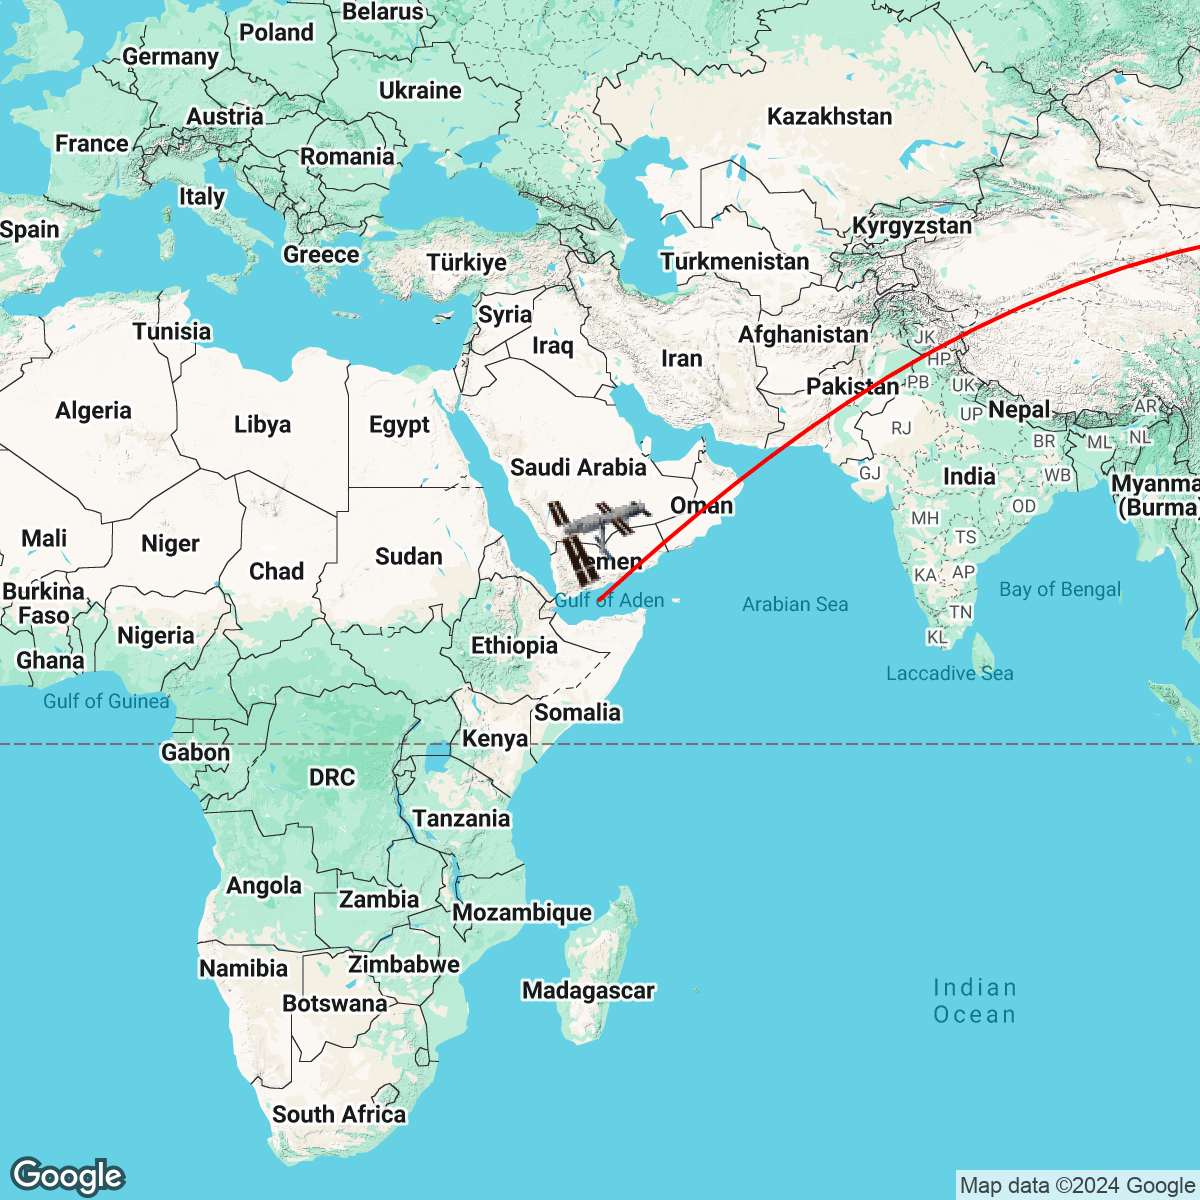 Belarus
Poland
Germany
Ukraine
Austria
Kazakhstan
France
Romania
Italy
Kyrgyzstan
Spain
Greece
Türkiye
Turkmenistan
Syria
Tunisia
Iraq
Afghanistan
JK
Iran
HP
Pakistan
PB
UK
Algeria
Libya
Egypt
Nepal
AR
UP
RJ
BR
ML
NL
Saudi Arabia
GJ
India
WB
Myanma
(Burma)
Oman
OD
MH
TS
Mali
Niger
Sudan
emen
Chad
KA
AP
Burkina
Faso
Gulf of Aden
Arabian Sea
Bay of Bengal
TN
Nigeria
KL
Ethiopia
Ghana
Laccadive Sea
Gulf of Guinea
Somalia
Kenya
Gabon
DRC
Tanzania
Angola
Zambia
Mozambique
Namibia
Zimbabwe
Madagascar
Indian
Ocean
Botswana
South Africa
Google
Map data ©2024 Google